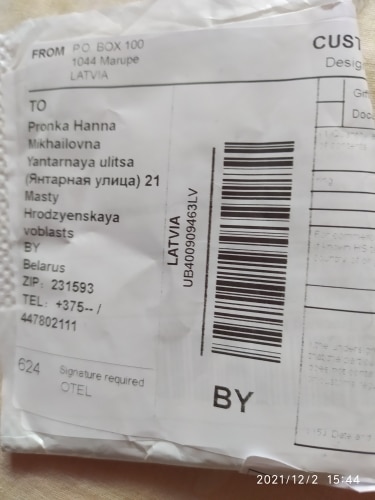 FROM P.O. BOX 100
1044 Marupe
LATVIA
CUST
Desig
TO
Pronka Hanna
Mikhailovna
Yantarnaya ulitsa
(Янтарная улица) 21
Masty
Hrodzyenskaya
voblasts
BY
Belarus
ZIP: 231593
TEL: +375-- /
447802111
624
Signature required
OTEL
LATVIA
UB400909463LV
BY
Docu
2021/12/2 15:44